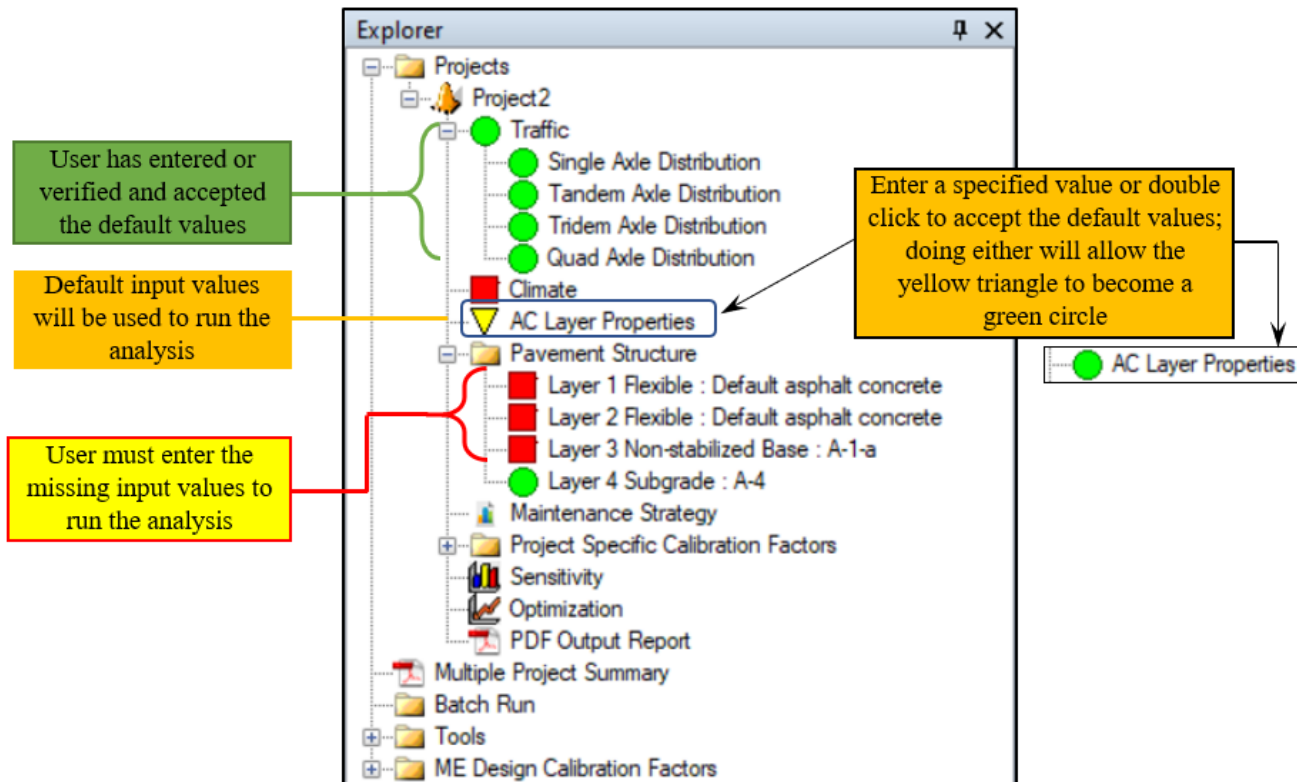 Explorer
Projects
Project2
Traffic
Single Axle Distribution
Tandem Axle Distribution
Tridem Axle Distribution
Quad Axle Distribution
Climate
AC Layer Properties
Pavement Structure
Layer 1 Flexible : Default asphalt concrete
Layer 2 Flexible : Default asphalt concrete
Layer 3 Non-stabilized Base : A-1-a
Layer 4 Subgrade : A-4
Maintenance Strategy
Project Specific Calibration Factors
Sensitivity
Optimization
PDF Output Report
Multiple Project Summary
Batch Run
Tools
ME Design Calibration Factors
User has entered or
verified and accepted
the default values
Default input values
will be used to run the
analysis
User must enter the
missing input values to
run the analysis
Enter a specified value or double
click to accept the default values;
doing either will allow the
yellow triangle to become a
green circle
AC Layer Properties